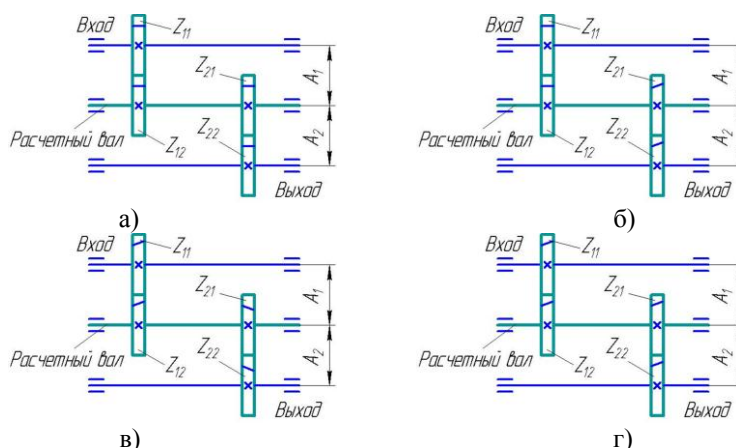 Вход
Z11
Z21
A1
Расчетный вал
Z12
Z22
A2
Выход
а)
Вход
Z11
Z21
A1
Расчетный вал
Z12
Z22
A2
Выход
б)
Вход
Z11
Z21
A1
Расчетный вал
Z12
Z22
A2
Выход
в)
Вход
Z11
Z21
A1
Расчетный вал
Z12
Z22
A2
Выход
г)